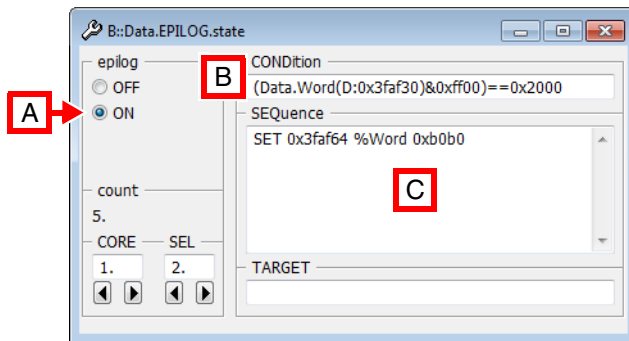 B::Data.EPILOG.state
epilog
OFF
ON
A
B
CONDition
(Data.Word(D:0x3faf30)&0xff00)==0x2000
SEQuence
SET 0x3faf64 %Word 0xb0b0
C
count
5.
CORE
SEL
1.
2.
TARGET